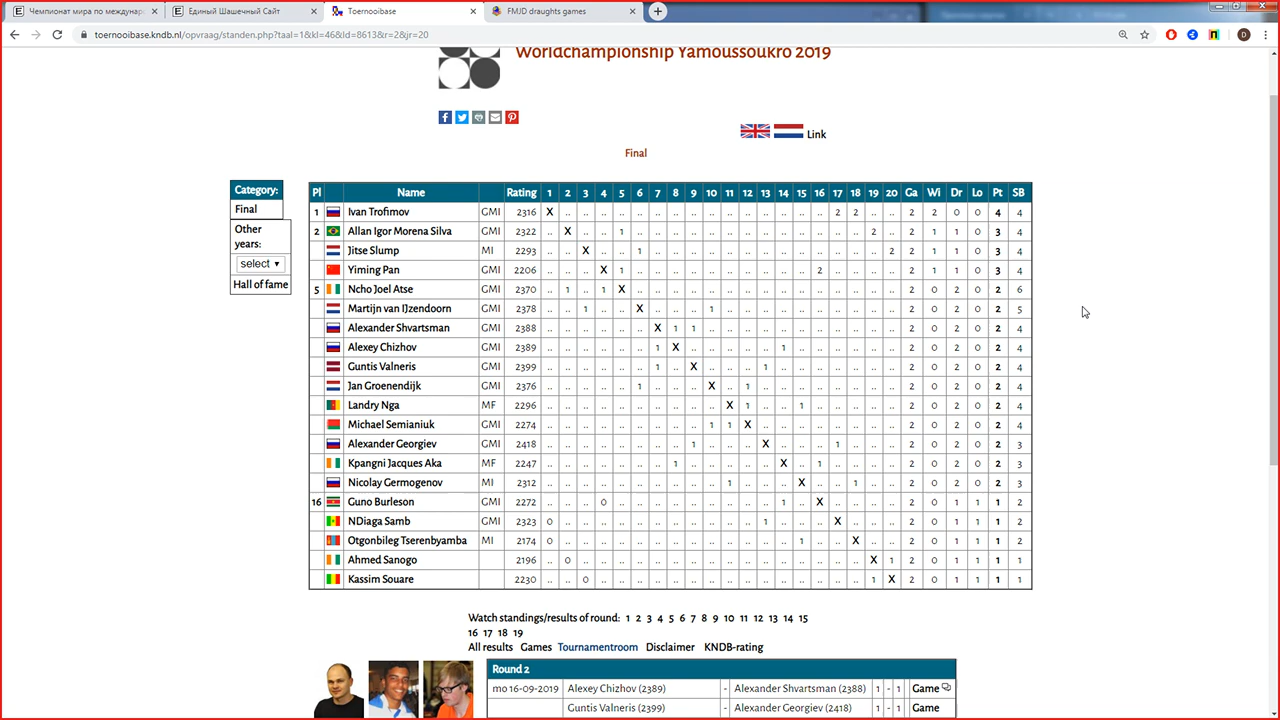 Чемпионат мира по междунар
Единый Шашечный Сайт
Toernooibase
FMJD draughts games
toernooibase.kndb.nl/opvraag/standen.php?taal=1&kl=46&Id=8613&r=2&jr=20
Worldchampionship Yamoussoukro 2019
Link
Final
Category:
Final
Other years:
select
Hall of fame
Pl Name Rating 1 2 3 4 5 6 7 8 9 10 11 12 13 14 15 16 17 18 19 20 Ga Wi Dr Lo Pt SB
1 Ivan Trofimov GMI 2316 X .. .. .. .. .. .. .. .. .. .. .. .. .. .. .. 2 2 .. .. 2 2 0 0 4 4
2 Allan Igor Morena Silva GMI 2322 .. X .. .. 1 .. .. .. .. .. .. .. .. .. .. .. .. .. 2 .. 2 1 1 0 3 4
Jitse Slump MI 2293 .. .. X .. .. 1 .. .. .. .. .. .. .. .. .. .. .. .. .. 2 2 1 1 0 3 4
Yiming Pan GMI 2206 .. .. .. X 1 .. .. .. .. .. .. .. .. .. .. 2 .. .. .. .. 2 1 1 0 3 4
5 Ncho Joel Atse GMI 2370 .. 1 .. 1 X .. .. .. .. .. .. .. .. .. .. .. .. .. .. .. 2 0 2 0 2 6
Martijn van IJzendoorn GMI 2378 .. .. 1 .. .. X .. .. .. 1 .. .. .. .. .. .. .. .. .. .. 2 0 2 0 2 5
Alexander Shvartsman GMI 2388 .. .. .. .. .. .. X 1 1 .. .. .. .. .. .. .. .. .. .. .. 2 0 2 0 2 4
Alexey Chizhov GMI 2389 .. .. .. .. .. .. 1 X .. .. .. .. .. 1 .. .. .. .. .. .. 2 0 2 0 2 4
Guntis Valneris GMI 2399 .. .. .. .. .. .. 1 .. X .. .. .. 1 .. .. .. .. .. .. .. 2 0 2 0 2 4
Jan Groenendijk GMI 2376 .. .. .. .. .. 1 .. .. .. X .. 1 .. .. .. .. .. .. .. .. 2 0 2 0 2 4
Landry Nga MF 2296 .. .. .. .. .. .. .. .. .. .. X 1 .. .. 1 .. .. .. .. .. 2 0 2 0 2 4
Michael Semianiuk GMI 2274 .. .. .. .. .. .. .. .. .. 1 1 X .. .. .. .. .. .. .. .. 2 0 2 0 2 4
Alexander Georgiev GMI 2418 .. .. .. .. .. .. .. .. 1 .. .. .. X .. .. .. 1 .. .. .. 2 0 2 0 2 3
Kpangni Jacques Aka MF 2247 .. .. .. .. .. .. .. 1 .. .. .. .. .. X .. 1 .. .. .. .. 2 0 2 0 2 3
Nicolay Germogenov MI 2312 .. .. .. .. .. .. .. .. .. .. 1 .. .. .. X .. .. 1 .. .. 2 0 2 0 2 3
16 Guno Burleson GMI 2272 .. .. .. 0 .. .. .. .. .. .. .. .. .. 1 .. X .. .. .. .. 2 0 1 1 1 2
NDiaga Samb GMI 2323 0 .. .. .. .. .. .. .. .. .. .. .. 1 .. .. .. X .. .. .. 2 0 1 1 1 2
Otgonbileg Tserenbyamba MI 2174 0 .. .. .. .. .. .. .. .. .. .. .. .. .. 1 .. .. X .. .. 2 0 1 1 1 2
Ahmed Sanogo 2196 .. 0 .. .. .. .. .. .. .. .. .. .. .. .. .. .. .. .. X 1 2 0 1 1 1 1
Kassim Souare 2230 .. .. 0 .. .. .. .. .. .. .. .. .. .. .. .. .. .. .. 1 X 2 0 1 1 1 1
Watch standings/results of round: 1 2 3 4 5 6 7 8 9 10 11 12 13 14 15
16 17 18 19
All results Games Tournamentroom Disclaimer KNDB-rating
Round 2
mo 16-09-2019 Alexey Chizhov (2389) - Alexander Shvartsman (2388) 1 - 1 Game
Guntis Valneris (2399) - Alexander Georgiev (2418) 1 - 1 Game